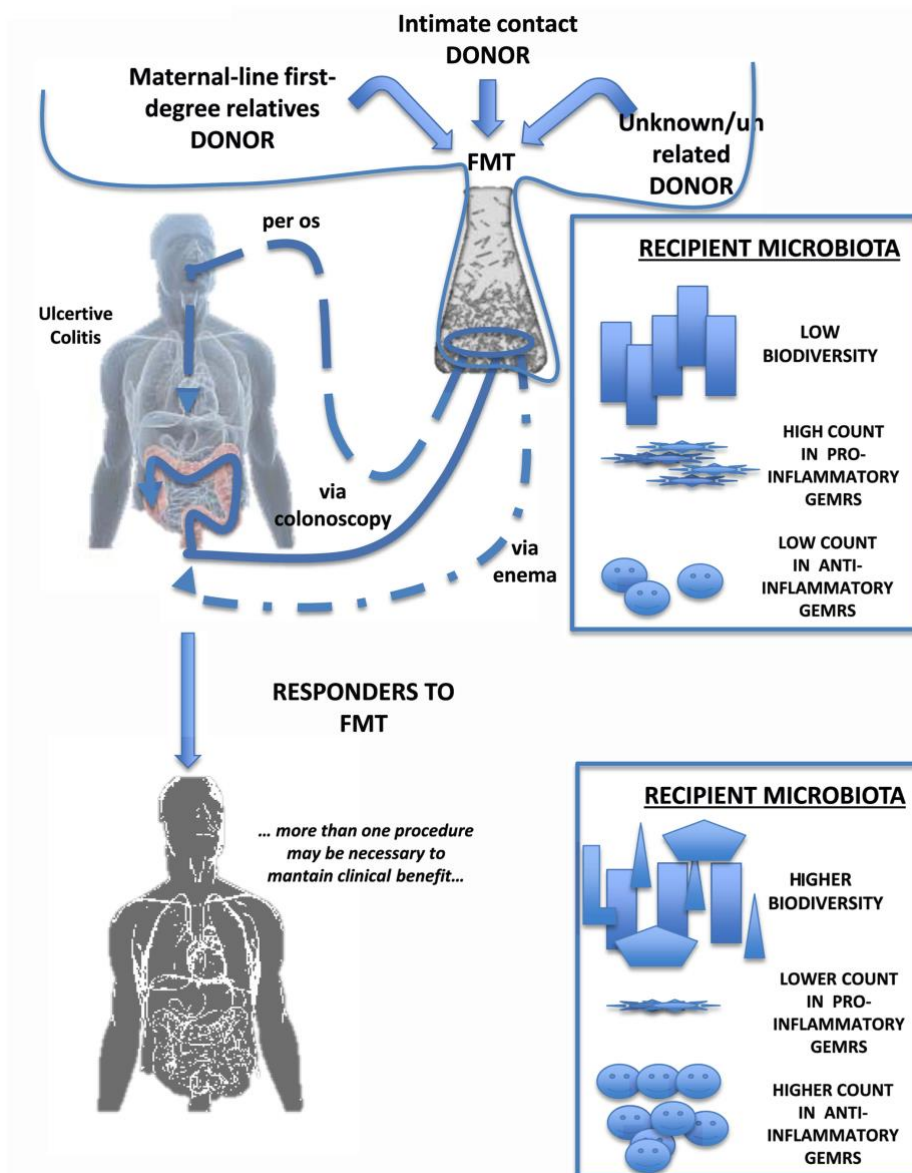 Intimate contact
DONOR
Maternal-line first-
degree relatives
DONOR
Unknown/un
related
DONOR
FMT
per os
Ulcertive
Colitis
via
colonoscopy
via
enema
RECIPIENT MICROBIOTA
LOW
BIODIVERSITY
HIGH COUNT
IN PRO-
INFLAMMATORY
GEMRS
LOW COUNT
IN ANTI-
INFLAMMATORY
GEMRS
RESPONDERS TO
FMT
... more than one procedure
may be necessary to
mantain clinical benefit...
RECIPIENT MICROBIOTA
HIGHER
BIODIVERSITY
LOWER COUNT
IN PRO-
INFLAMMATORY
GEMRS
HIGHER COUNT
IN ANTI-
INFLAMMATORY
GEMRS